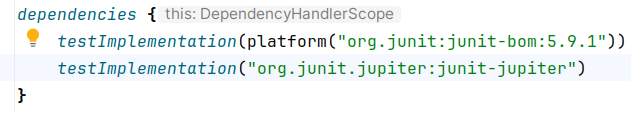 dependencies { this: DependencyHandlerScope
testImplementation(platform("org.junit:junit-bom:5.9.1"))
testImplementation("org.junit.jupiter:junit-jupiter")
}